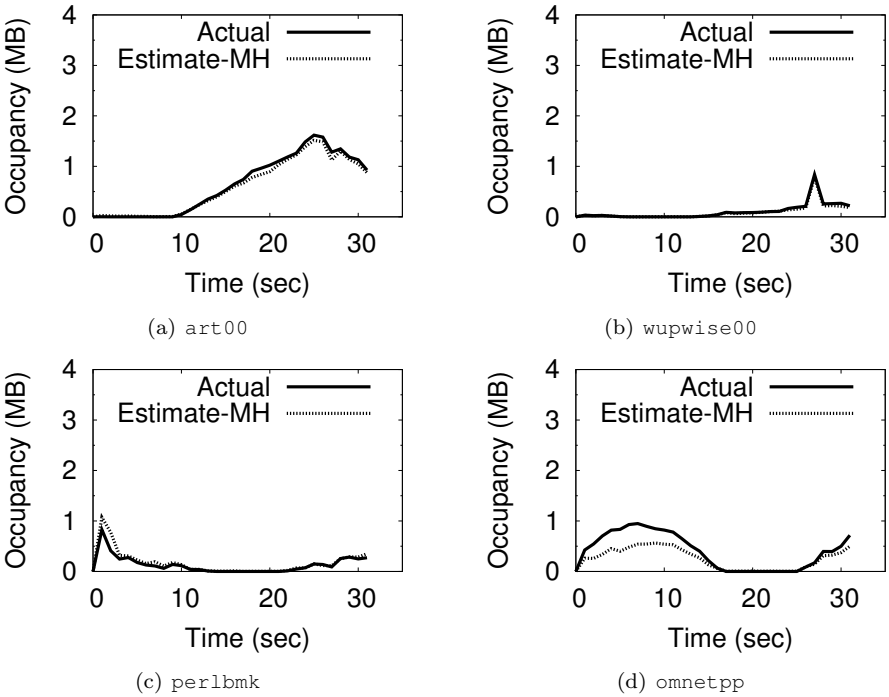 Occupancy (MB)
4
3
2
1
0
Actual
Estimate-MH
0 10 20 30
Time (sec)
(a) art00
Occupancy (MB)
4
3
2
1
0
Actual
Estimate-MH
0 10 20 30
Time (sec)
(b) wupwise00
Occupancy (MB)
4
3
2
1
0
Actual
Estimate-MH
0 10 20 30
Time (sec)
(c) perlbmk
Occupancy (MB)
4
3
2
1
0
Actual
Estimate-MH
0 10 20 30
Time (sec)
(d) omnetpp